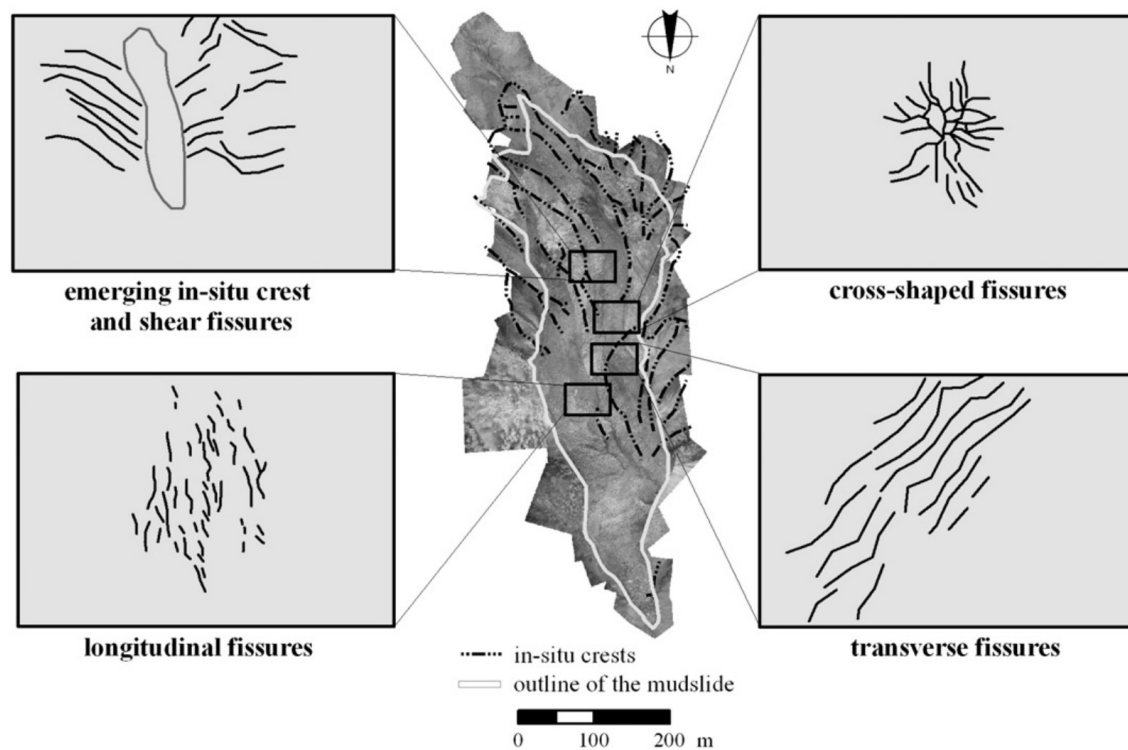 N
emerging in-situ crest
and shear fissures
cross-shaped fissures
longitudinal fissures
transverse fissures
in-situ crests
outline of the mudslide
0 100 200 m